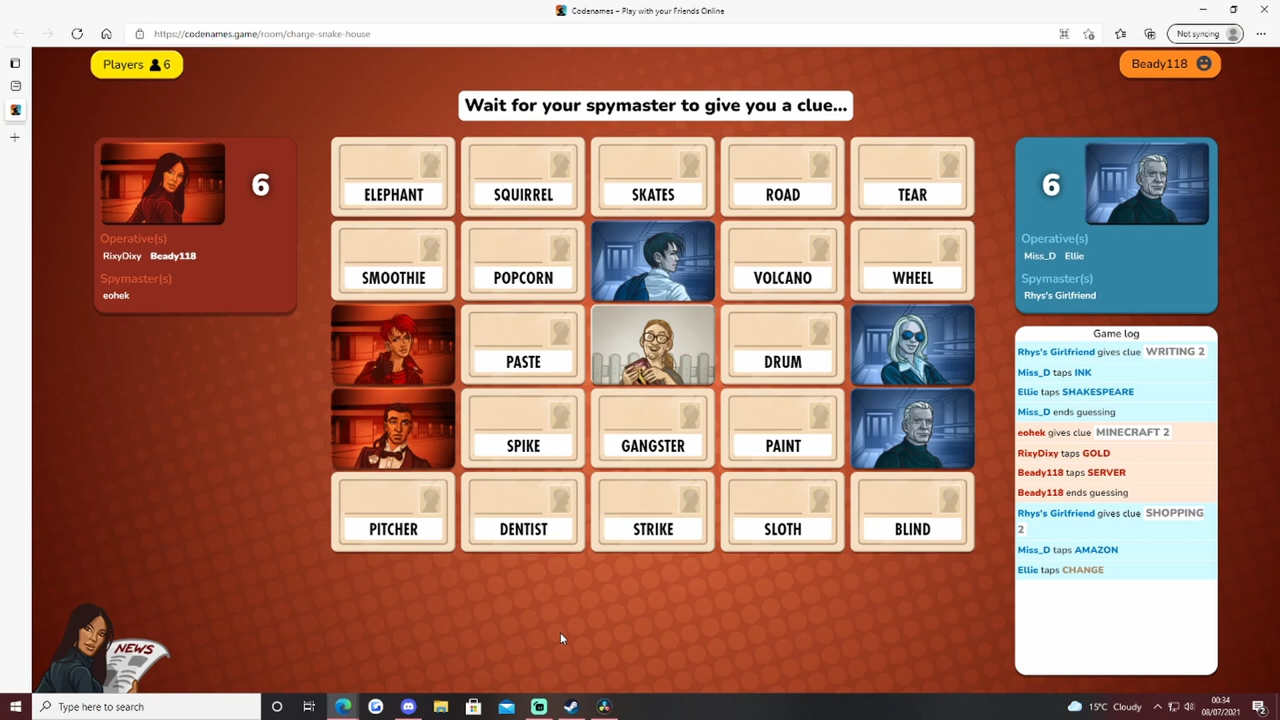 Codenames – Play with your Friends Online
https://codenames.game/room/charge-snake-house
Not syncing
Players 6
Beady118
Wait for your spymaster to give you a clue...
6
Operative(s)
RixyDixy Beady118
Spymaster(s)
eohek
ELEPHANT
SQUIRREL
SKATES
ROAD
TEAR
SMOOTHIE
POPCORN
VOLCANO
WHEEL
PASTE
DRUM
SPIKE
GANGSTER
PAINT
PITCHER
DENTIST
STRIKE
SLOTH
BLIND
6
Operative(s)
Miss_D Ellie
Spymaster(s)
Rhys's Girlfriend
Game log
Rhys's Girlfriend gives clue WRITING 2
Miss_D taps INK
Ellie taps SHAKESPEARE
Miss_D ends guessing
eohek gives clue MINECRAFT 2
RixyDixy taps GOLD
Beady118 taps SERVER
Beady118 ends guessing
Rhys's Girlfriend gives clue SHOPPING
2
Miss_D taps AMAZON
Ellie taps CHANGE
NEWS
Type here to search
15°C Cloudy
00:34
08/07/2021
2